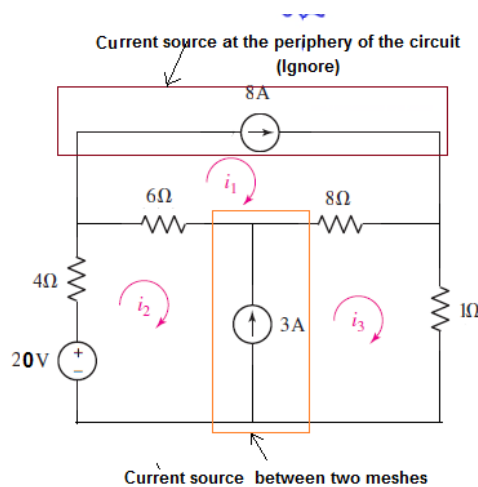 Current source at the periphery of the circuit
(Ignore)
8A
i1
6Ω
8Ω
4Ω
i2
3A
i3
1Ω
20V
+
−
Current source between two meshes